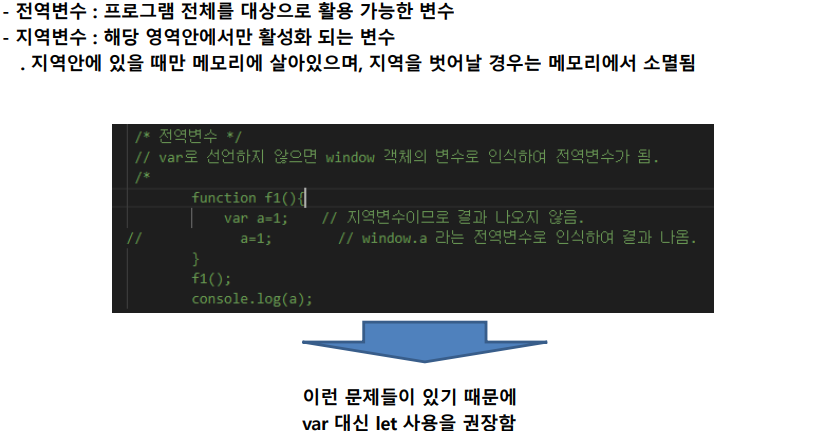 - 전역변수 : 프로그램 전체를 대상으로 활용 가능한 변수
- 지역변수 : 해당 영역안에서만 활성화 되는 변수
. 지역안에 있을 때만 메모리에 살아있으며, 지역을 벗어날 경우는 메모리에서 소멸됨
/* 전역변수 */
// var로 선언하지 않으면 window 객체의 변수로 인식하여 전역변수가 됨.
/*
function f1(){
var a=1; // 지역변수이므로 결과 나오지 않음.
// a=1; // window.a 라는 전역변수로 인식하여 결과 나옴.
}
f1();
console.log(a);
이런 문제들이 있기 때문에
var 대신 let 사용을 권장함